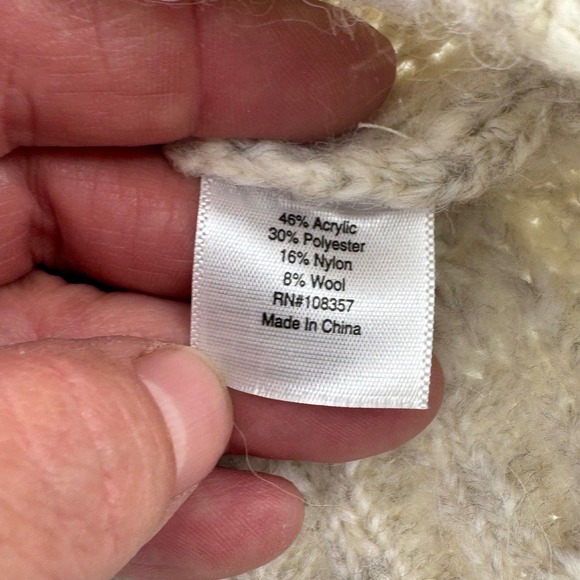 46% Acrylic
30% Polyester
16% Nylon
8% Wool
RN#108357
Made In China